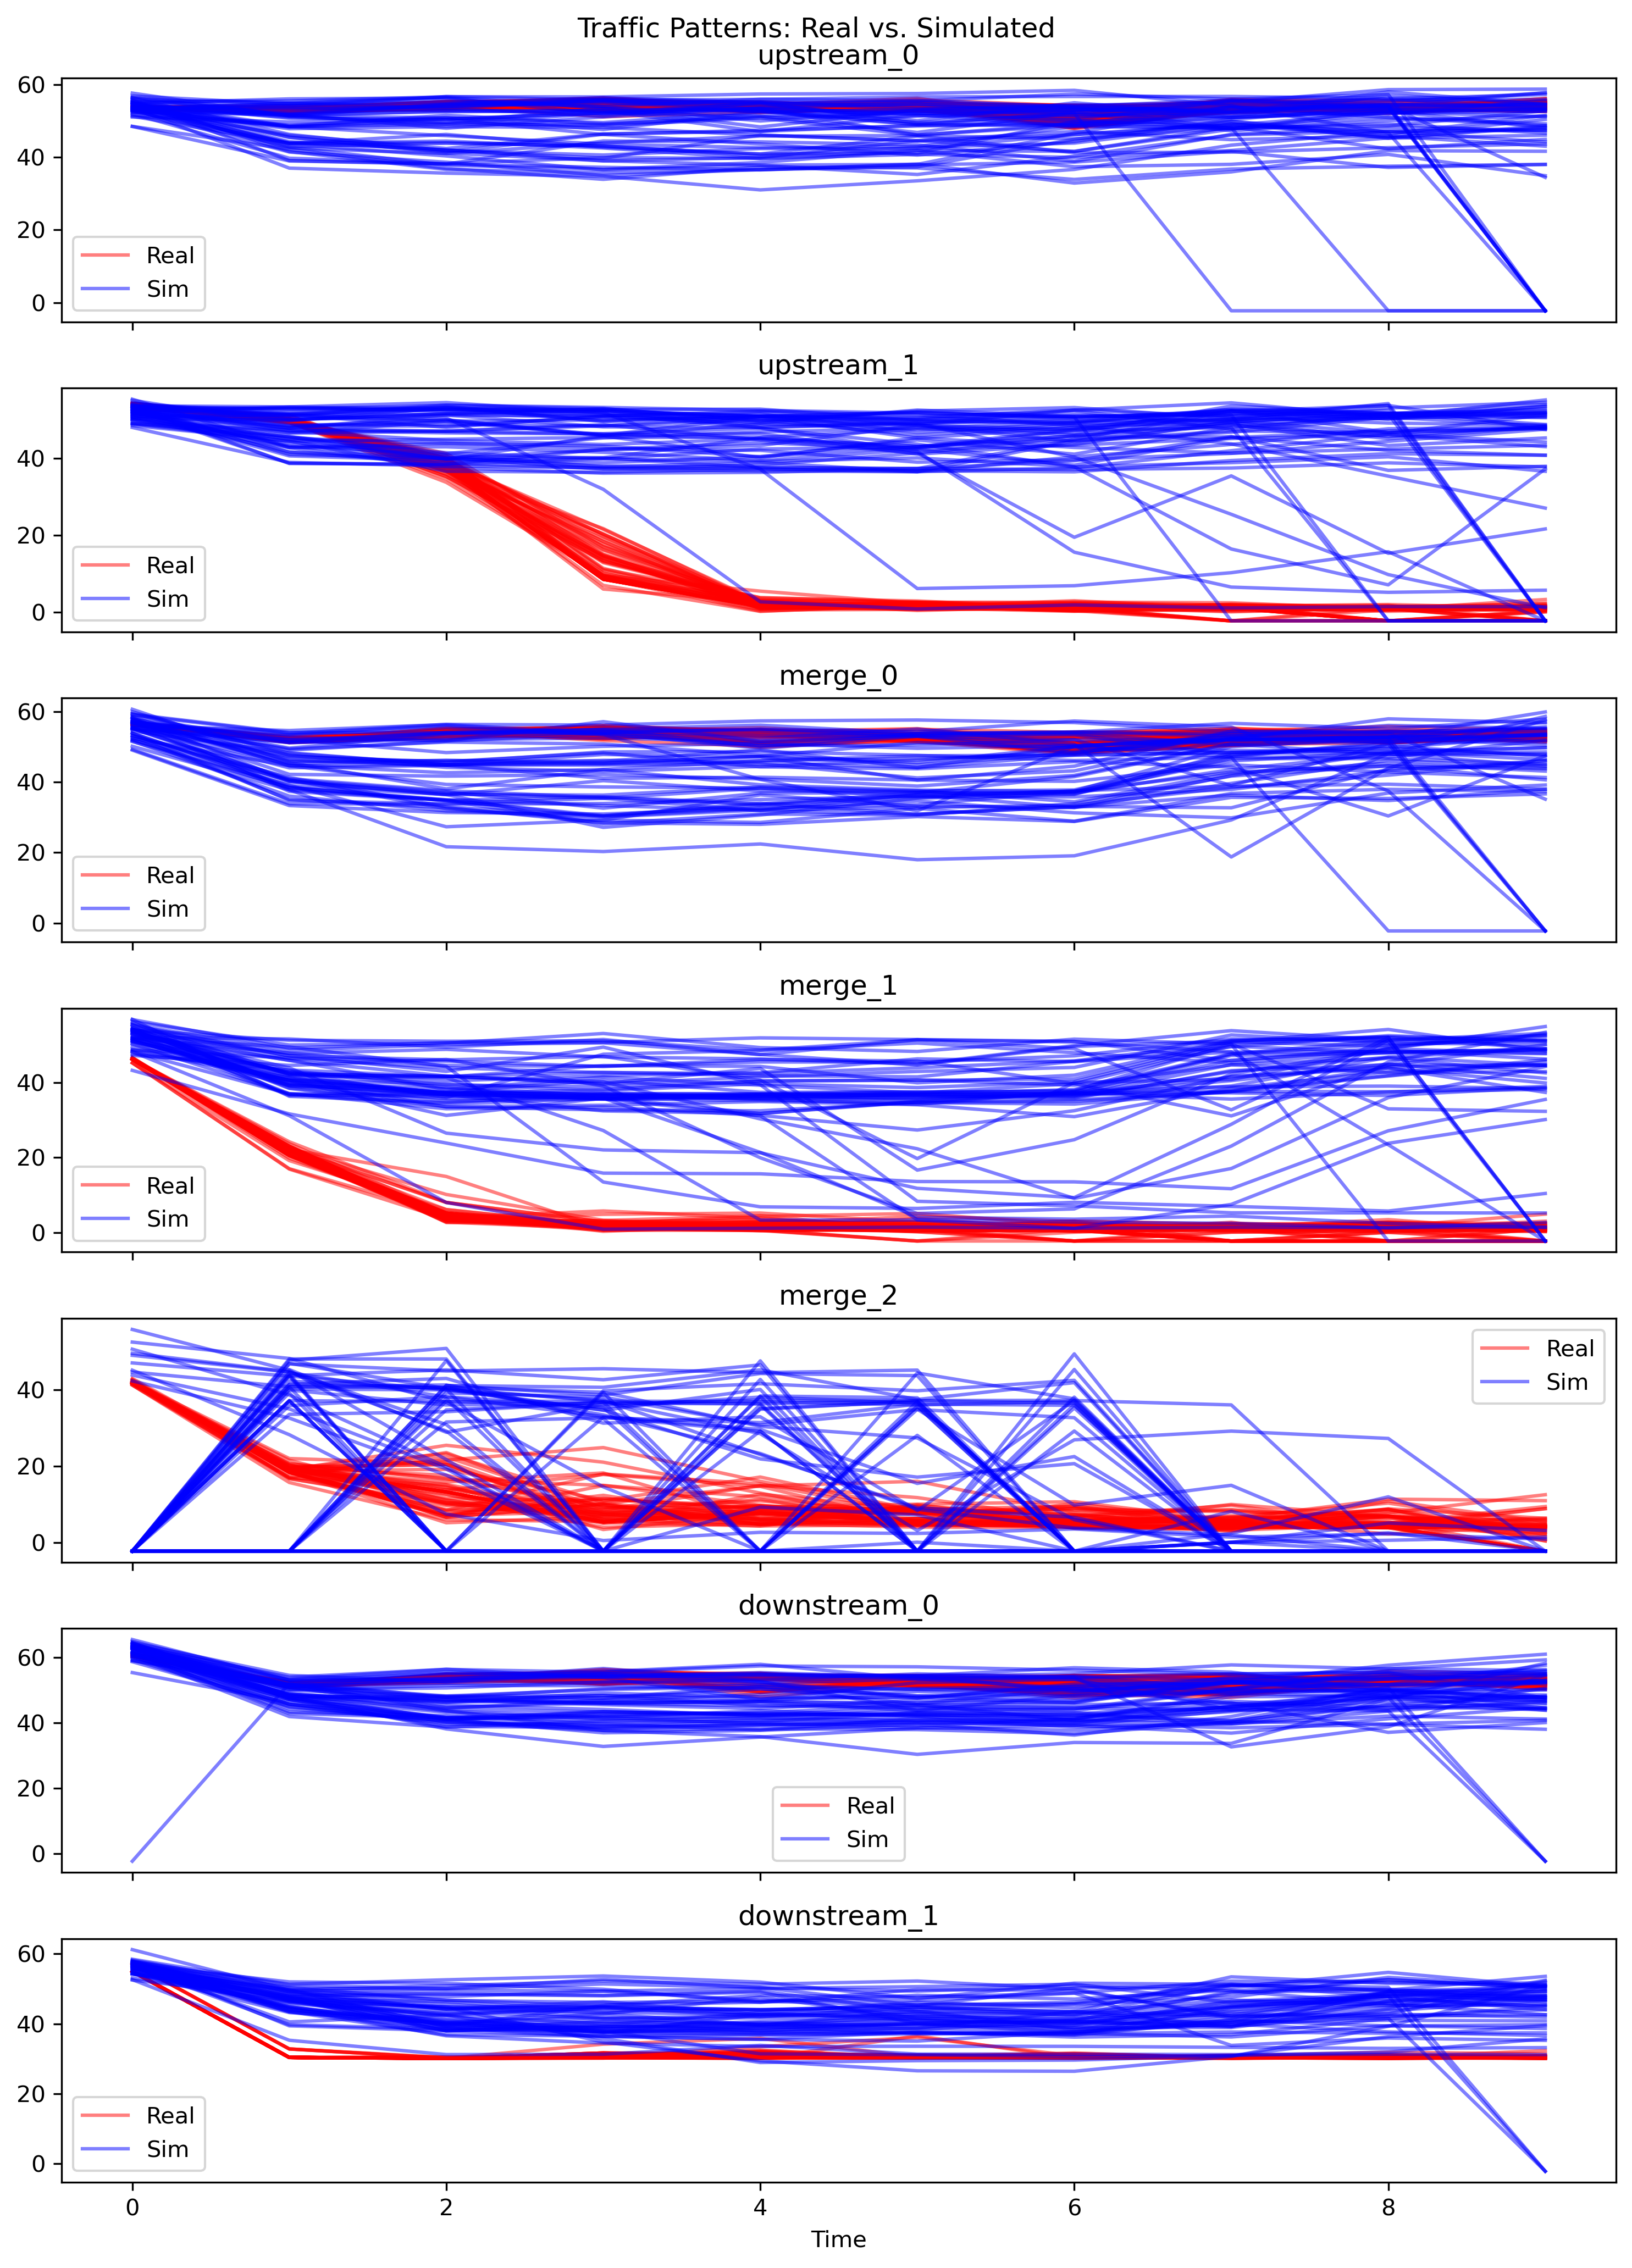 Traffic Patterns: Real vs. Simulated
upstream_0
60
40
20
0
Real
Sim
upstream_1
40
20
0
Real
Sim
merge_0
60
40
20
0
Real
Sim
merge_1
40
20
0
Real
Sim
merge_2
40
20
0
Real
Sim
downstream_0
60
40
20
0
Real
Sim
downstream_1
60
40
20
0
Real
Sim
0 2 4 6 8
Time